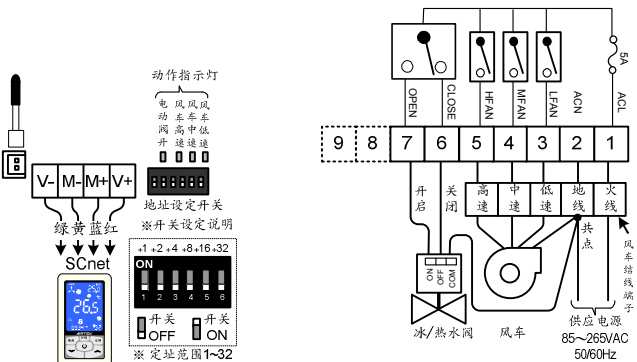 动作指示灯
电动阀开
风车高速
风车中速
风车低速
V- M- M+ V+
地址设定开关
绿 黄 蓝 红
※开关设定说明
SCnet
+1 +2 +4 +8 +16 +32
ON
1 2 3 4 5 6
开关 OFF
开关 ON
※ 定址范围1~32
26.5
5A
OPEN
CLOSE
HFAN
MFAN
LFAN
ACN
ACL
9 8 7 6 5 4 3 2 1
开启
关闭
高速
中速
低速
地线
火线
共点
风车结线端子
ON
OFF
COM
冰/热水阀
风车
供应电源
85～265VAC
50/60Hz